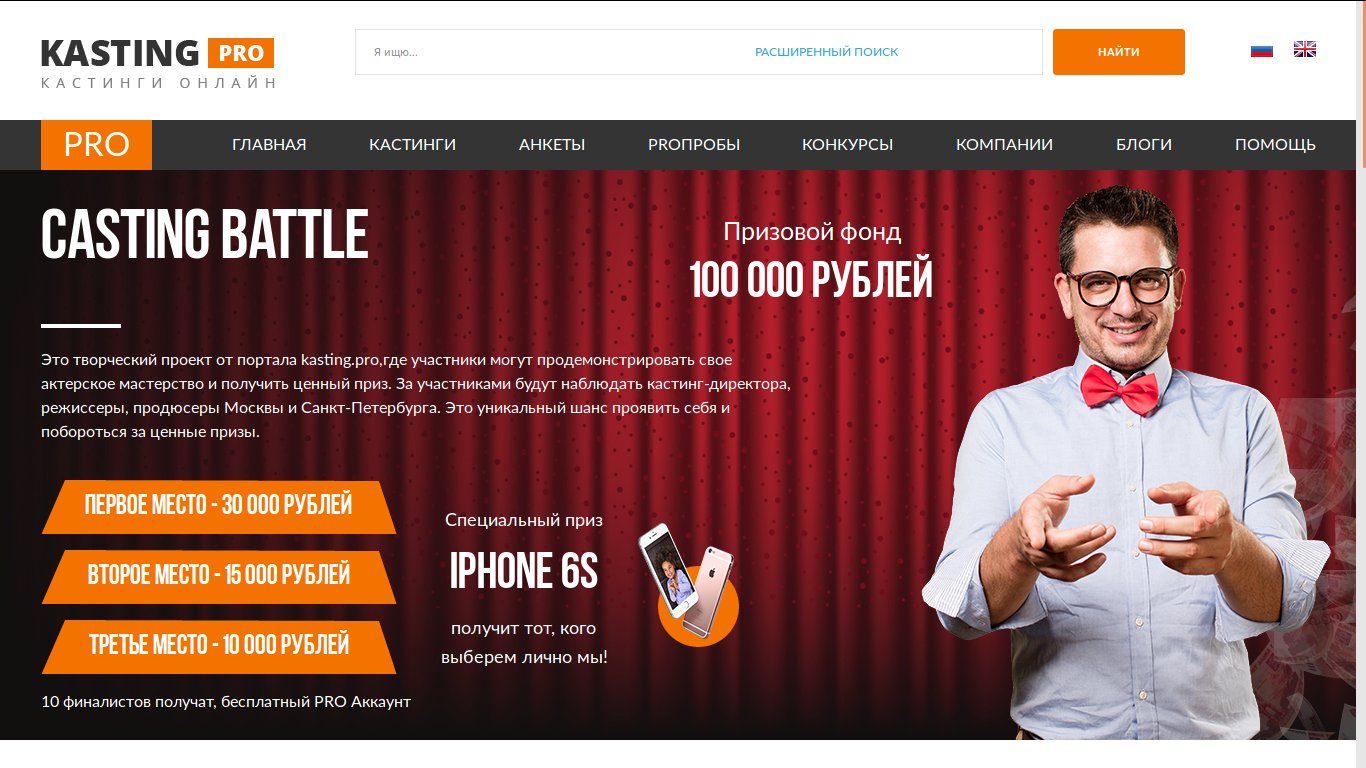 KASTING PRO
КАСТИНГИ ОНЛАЙН
Я ищю...
РАСШИРЕННЫЙ ПОИСК
НАЙТИ
PRO
ГЛАВНАЯ
КАСТИНГИ
АНКЕТЫ
PROПРОБЫ
КОНКУРСЫ
КОМПАНИИ
БЛОГИ
ПОМОЩЬ
CASTING BATTLE
Призовой фонд
100 000 РУБЛЕЙ
Это творческий проект от портала kasting.pro,где участники могут продемонстрировать свое
актерское мастерство и получить ценный приз. За участниками будут наблюдать кастинг-директора,
режиссеры, продюсеры Москвы и Санкт-Петербурга. Это уникальный шанс проявить себя и
побороться за ценные призы.
ПЕРВОЕ МЕСТО - 30 000 РУБЛЕЙ
ВТОРОЕ МЕСТО - 15 000 РУБЛЕЙ
ТРЕТЬЕ МЕСТО - 10 000 РУБЛЕЙ
Специальный приз
IPHONE 6S
получит тот, кого
выберем лично мы!
10 финалистов получат, бесплатный PRO Аккаунт